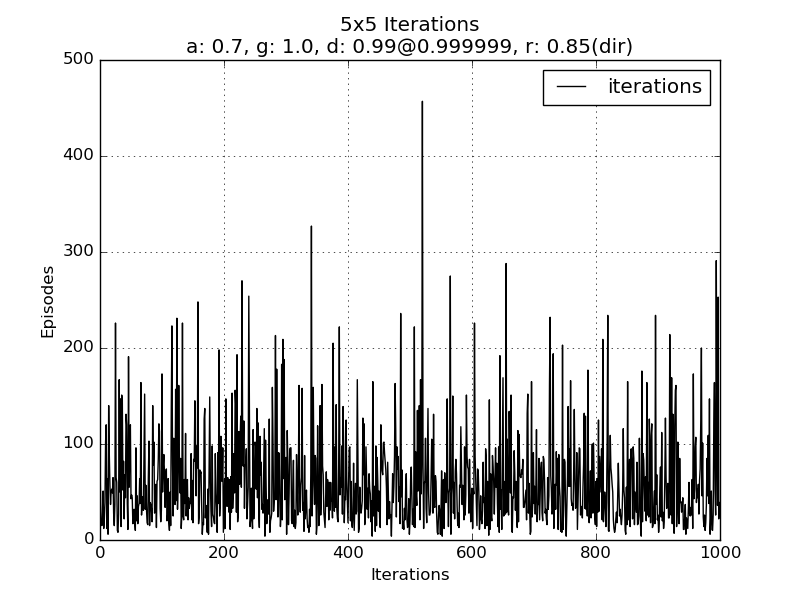 5x5 Iterations
a: 0.7, g: 1.0, d: 0.99@0.999999, r: 0.85(dir)
iterations
500
400
300
200
100
0
Episodes
0 200 400 600 800 1000
Iterations